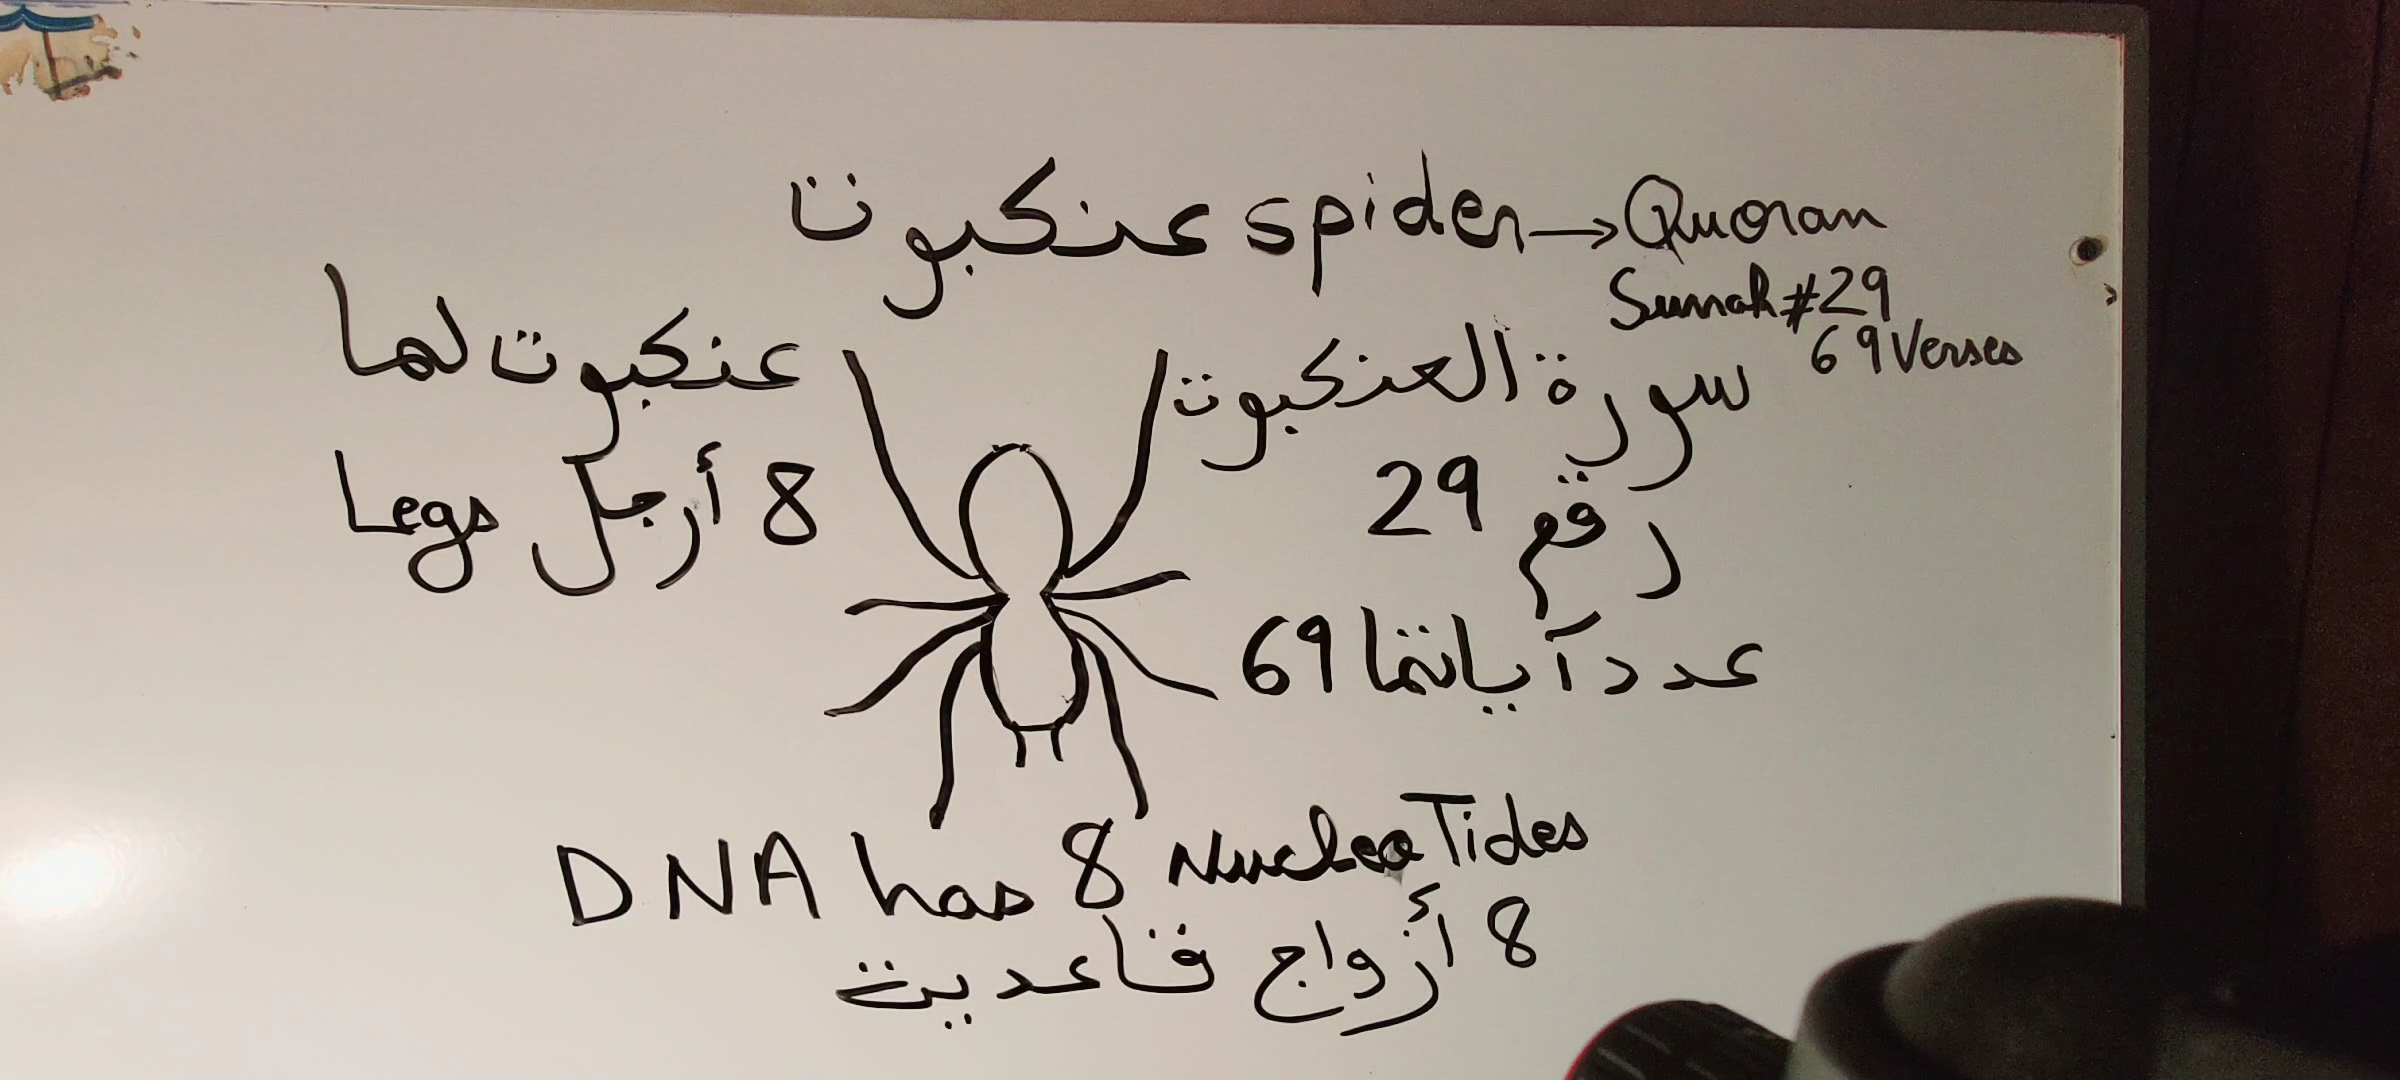 عنكبوت spider → Quoran
Surrah #29
69 Verses
عنكبوت لها
8 أرجل Legs
سورة العنكبوت
رقم 29
عدد آياتها 69
DNA has 8 NucleoTides
8 أزواج قاعدية